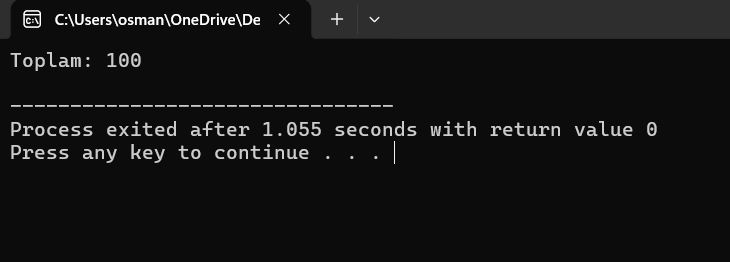 C:\Users\osman\OneDrive\De
Toplam: 100
--------------------------------
Process exited after 1.055 seconds with return value 0
Press any key to continue . . .